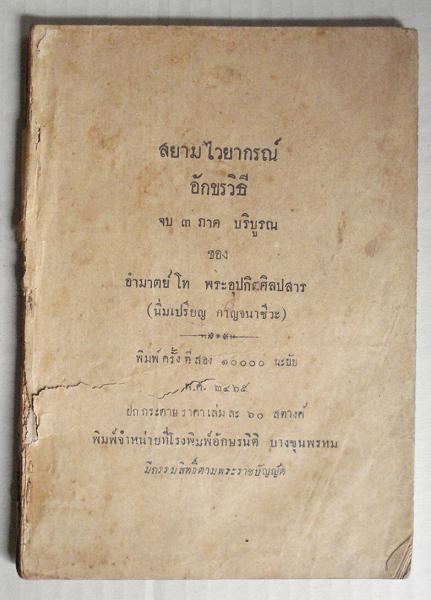 สยามไวยากรณ์
อักขรวิธี
จบ ๓ ภาค บริบูรณ
ของ
อำมาตย์ โท พระอุปกิตศิลปสาร
(นิ่มเปรียญ กาญจนาชีวะ)
พิมพ์ ครั้ง ที่ สอง ๑๐๐๐๐ ฉะบับ
พ.ศ. ๒๔๖๕
ปก กระดาษ ราคา เล่ม ละ ๖๐ สตางค์
พิมพ์จำหน่ายที่โรงพิมพ์อักษรนิติ บางขุนพรหม
มีกรรมสิทธิ์ตามพระราชบัญญัติ